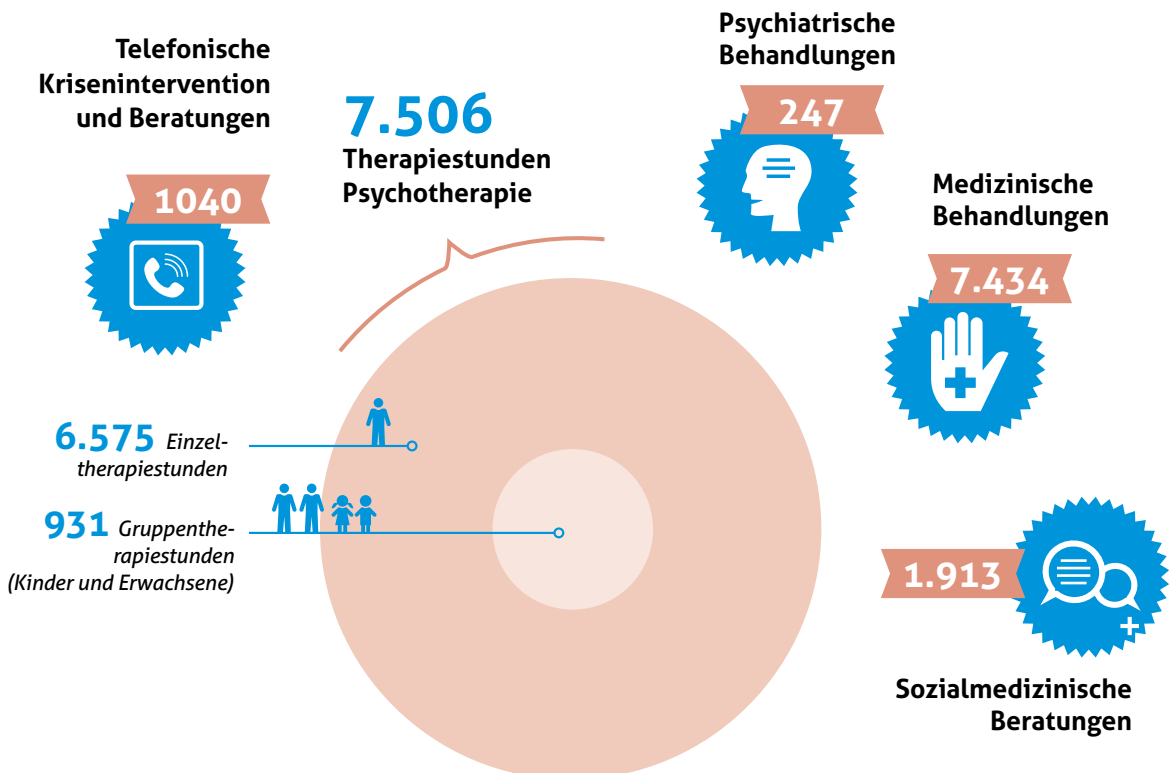 Telefonische
Krisenintervention
und Beratungen
1040
7.506
Therapiestunden
Psychotherapie
Psychiatrische
Behandlungen
247
Medizinische
Behandlungen
7.434
6.575 Einzel-
therapiestunden
931 Gruppenthe-
rapiestunden
(Kinder und Erwachsene)
1.913
Sozialmedizinische
Beratungen